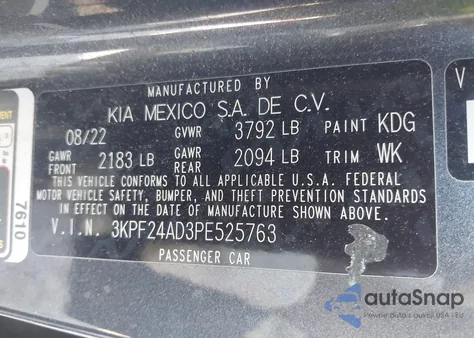 MANUFACTURED BY
KIA MEXICO S.A. DE C.V.
08/22 GVWR 3792 LB PAINT KDG
GAWR FRONT 2183 LB GAWR REAR 2094 LB TRIM WK
THIS VEHICLE CONFORMS TO ALL APPLICABLE U.S.A. FEDERAL
MOTOR VEHICLE SAFETY, BUMPER, AND THEFT PREVENTION STANDARDS
IN EFFECT ON THE DATE OF MANUFACTURE SHOWN ABOVE.
V.I.N. 3KPF24AD3PE525763
PASSENGER CAR
7610
V
autoSnap